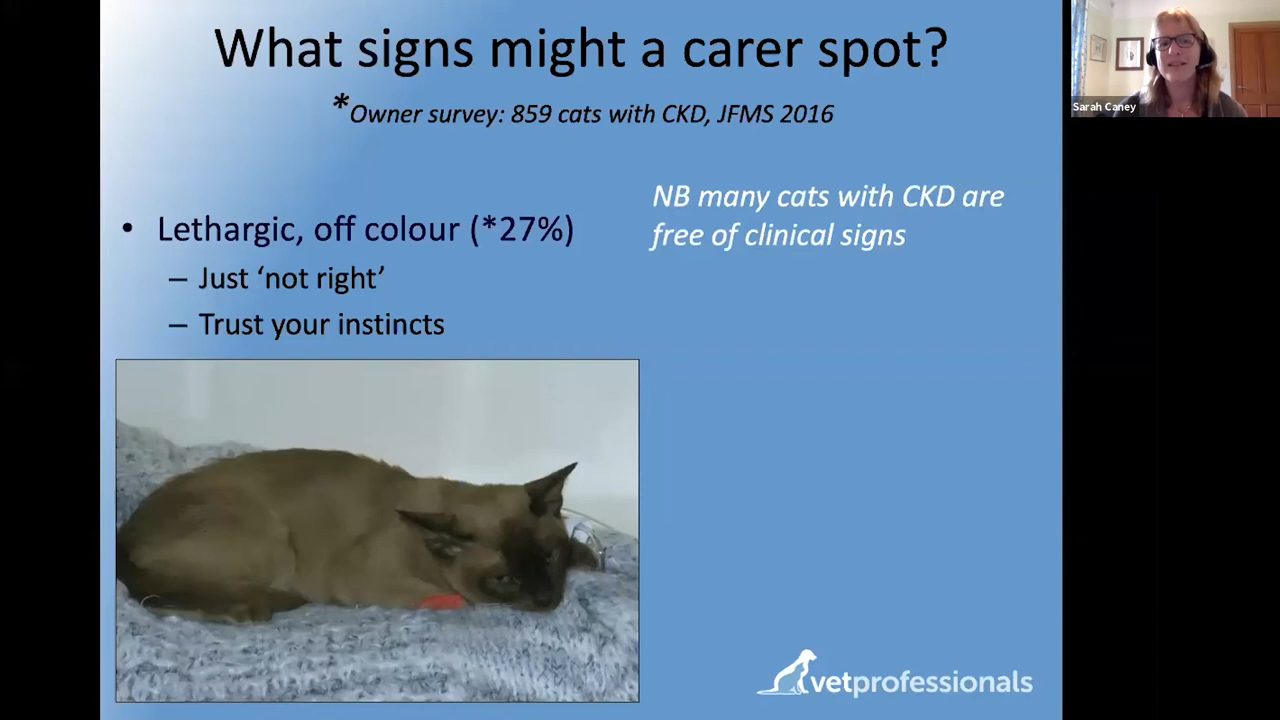 What signs might a carer spot?
*Owner survey: 859 cats with CKD, JFMS 2016
• Lethargic, off colour (*27%)
– Just ‘not right’
– Trust your instincts
NB many cats with CKD are
free of clinical signs
vetprofessionals
Sarah Caney